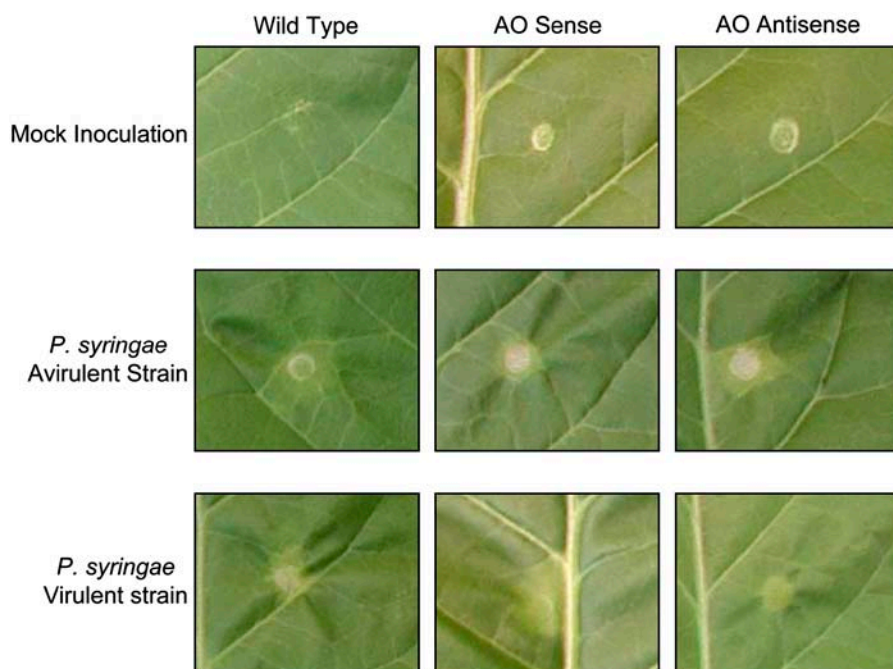 Wild Type
AO Sense
AO Antisense
Mock Inoculation
P. syringae
Avirulent Strain
P. syringae
Virulent strain